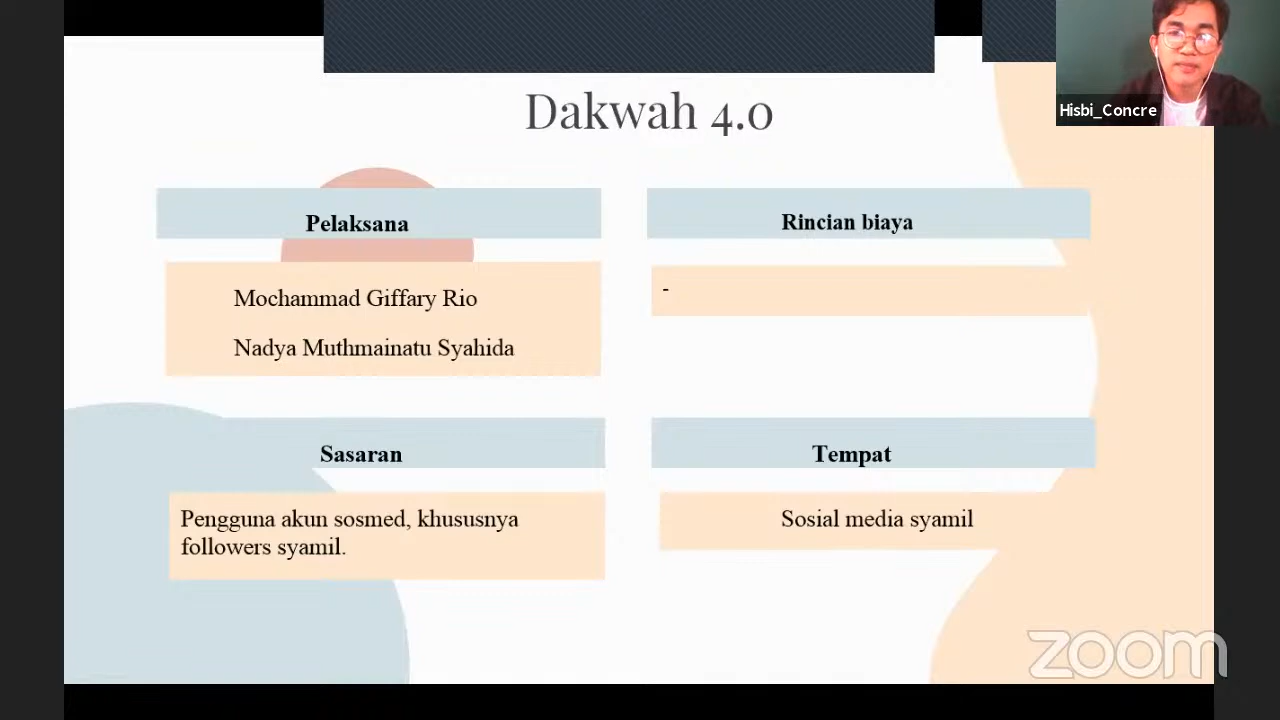 Dakwah 4.0
Hisbi_Concre
Pelaksana
Mochammad Giffary Rio
Nadya Muthmainatu Syahida
Rincian biaya
-
Sasaran
Pengguna akun sosmed, khususnya
followers syamil.
Tempat
Sosial media syamil
zoom